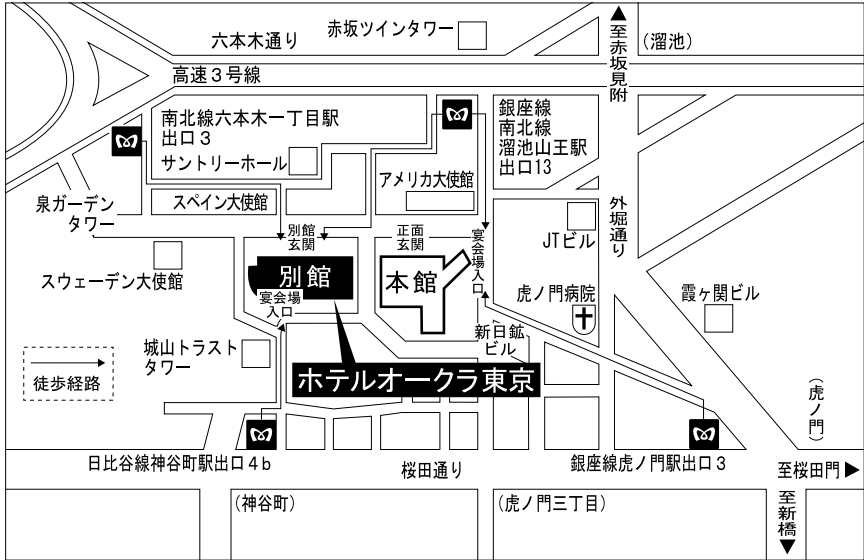 六本木通り
赤坂ツインタワー
▲至赤坂見附
(溜池)
高速3号線
南北線六本木一丁目駅
出口3
サントリーホール
銀座線
南北線
溜池山王駅
出口13
アメリカ大使館
泉ガーデン
タワー
スペイン大使館
別館
玄関
正面
玄関
宴会場
入口
JTビル
外堀通り
スウェーデン大使館
別館
宴会場
入口
本館
虎ノ門病院
霞ヶ関ビル
新日鉱
ビル
城山トラスト
タワー
徒歩経路
ホテルオークラ東京
(虎ノ門)
日比谷線神谷町駅出口4b
桜田通り
銀座線虎ノ門駅出口3
至桜田門▶
(神谷町)
(虎ノ門三丁目)
至新橋▼